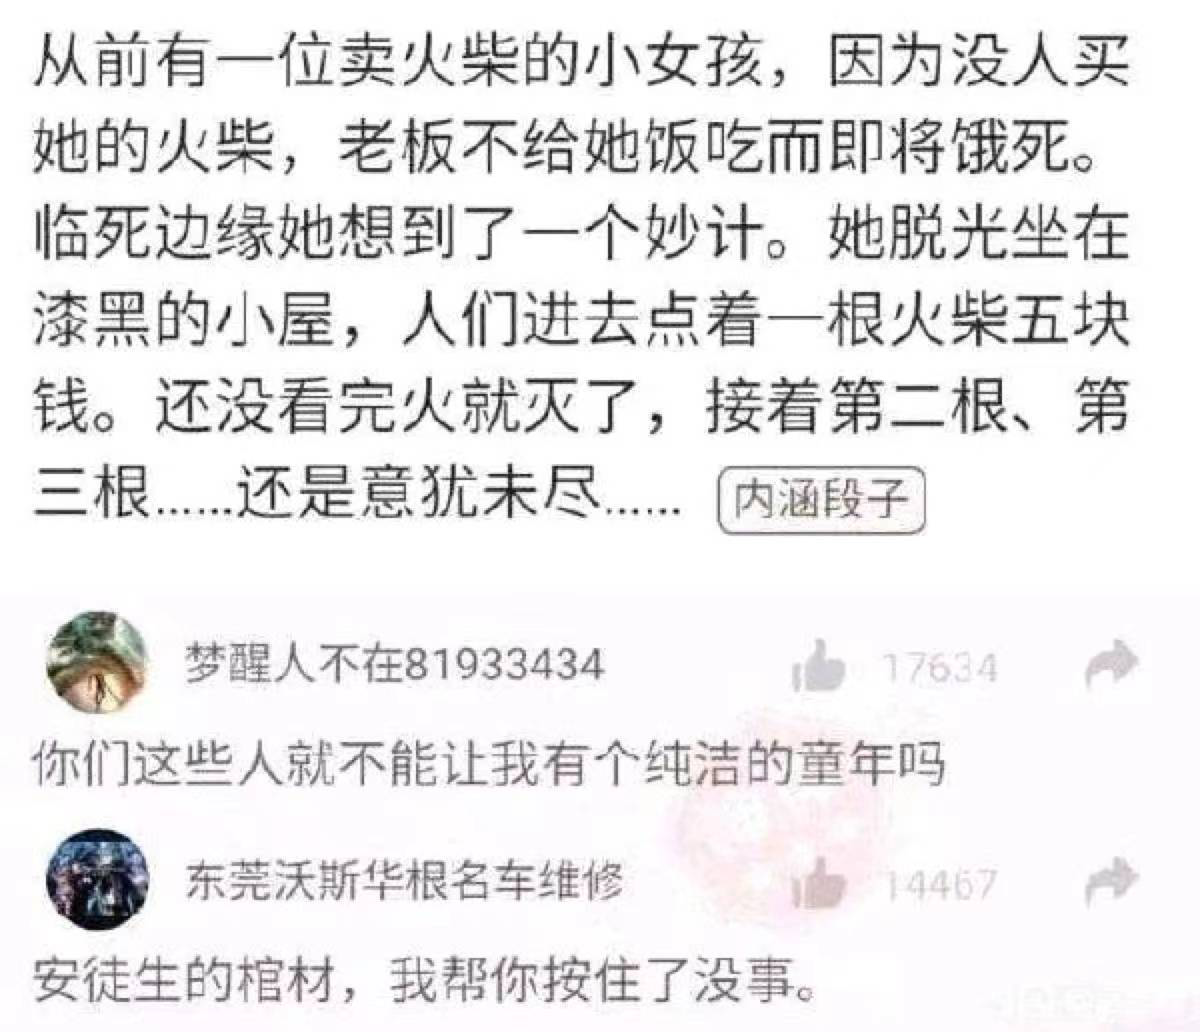 从前有一位卖火柴的小女孩，因为没人买
她的火柴，老板不给她饭吃而即将饿死。
临死边缘她想到了一个妙计。她脱光坐在
漆黑的小屋，人们进去点着一根火柴五块
钱。还没看完火就灭了，接着第二根、第
三根……还是意犹未尽…… 内涵段子
梦醒人不在81933434 17634
你们这些人就不能让我有个纯洁的童年吗
东莞沃斯华根名车维修 14467
安徒生的棺材，我帮你按住了没事。